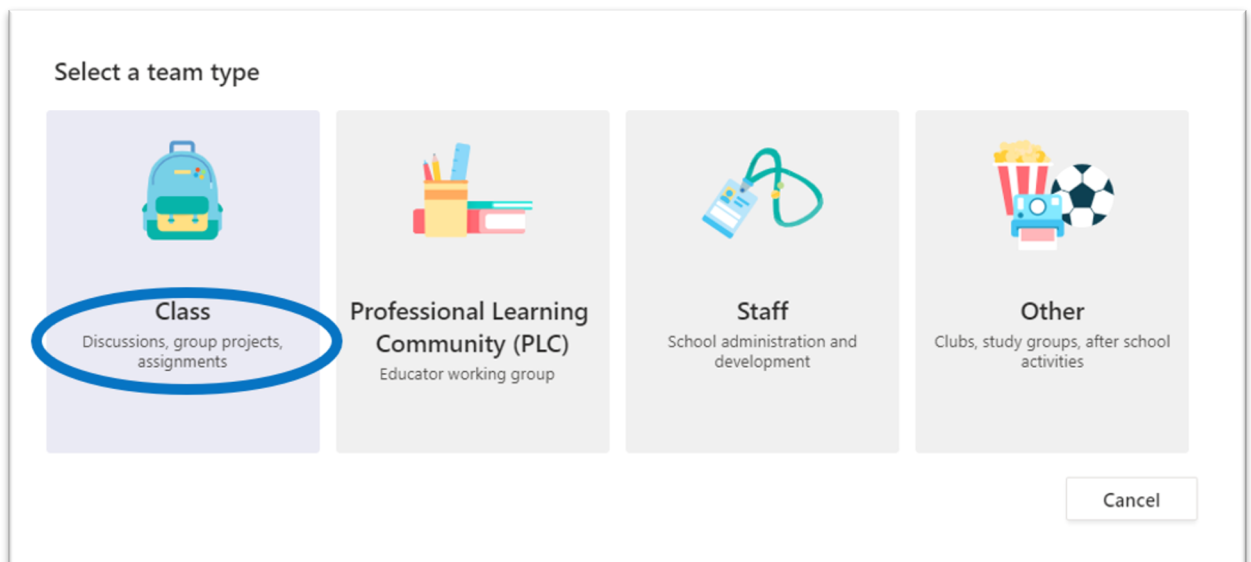 Select a team type
Class
Discussions, group projects,
assignments
Professional Learning
Community (PLC)
Educator working group
Staff
School administration and
development
Other
Clubs, study groups, after school
activities
Cancel